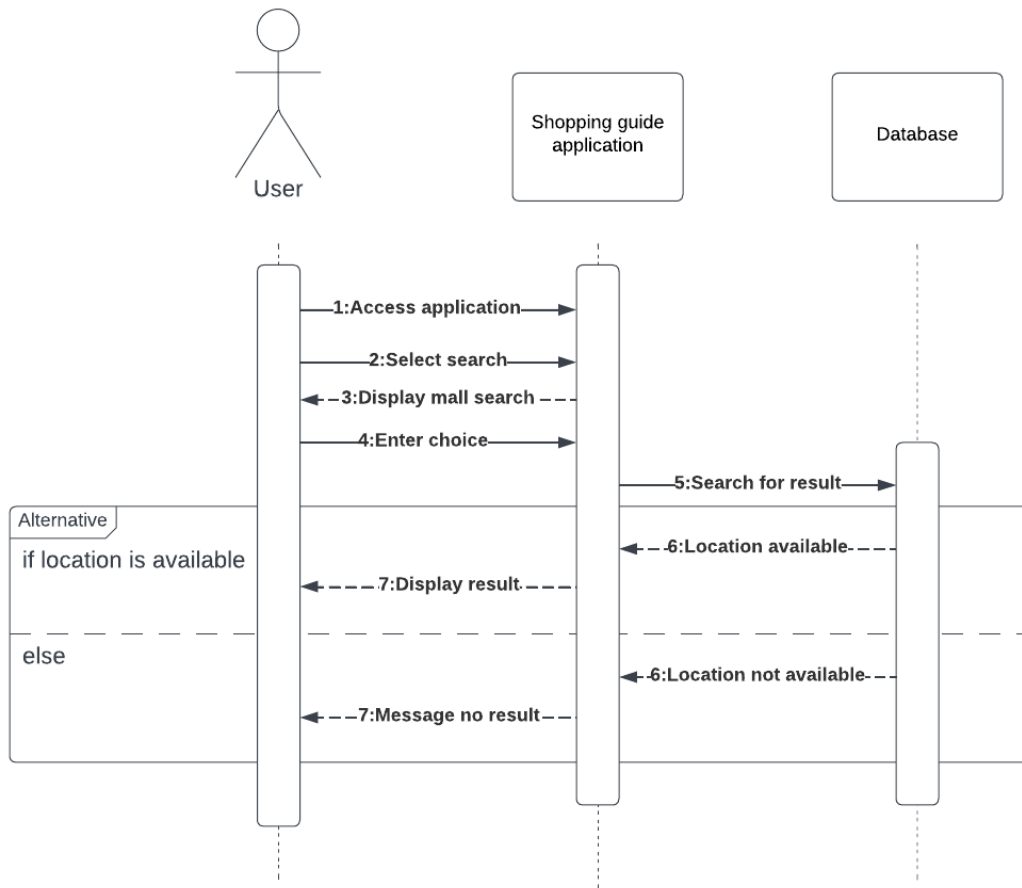 User
Shopping guide
application
Database
1:Access application
2:Select search
3:Display mall search
4:Enter choice
5:Search for result
Alternative
if location is available
6:Location available
7:Display result
else
6:Location not available
7:Message no result